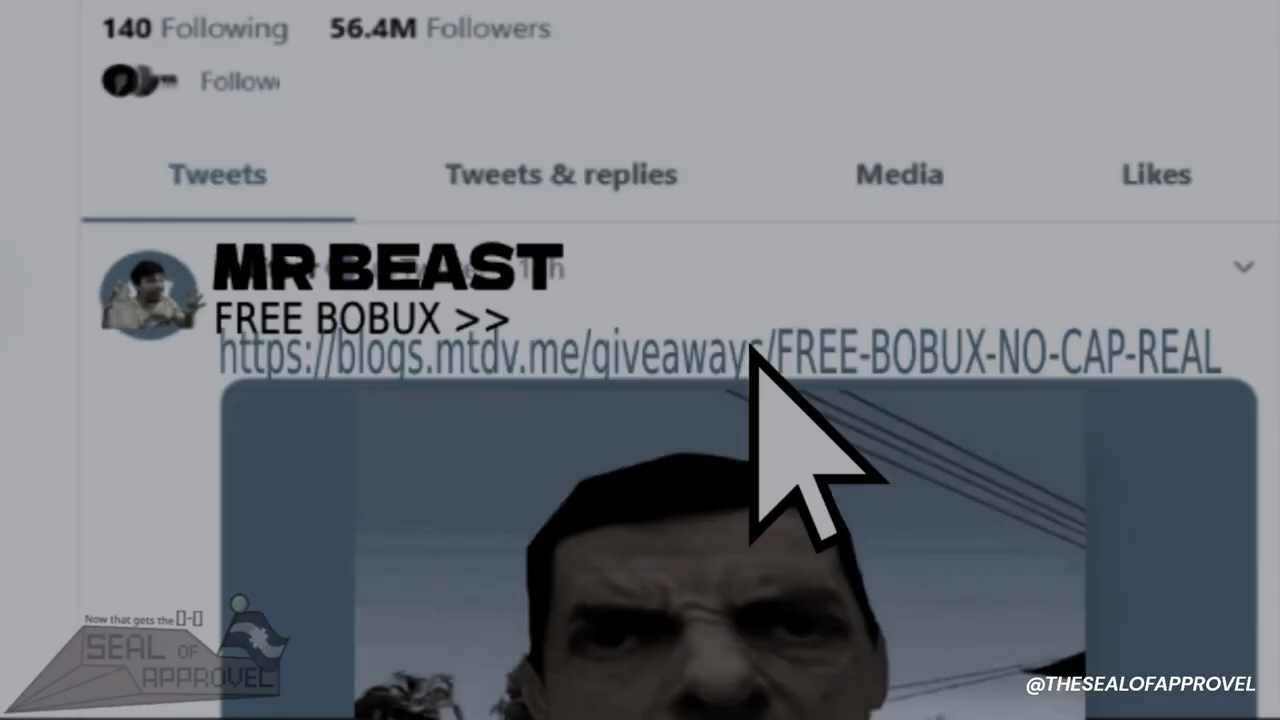 140 Following 56.4M Followers
Follow
Tweets Tweets & replies Media Likes
MR BEAST
FREE BOBUX >>
https://blogs.mtdv.me/giveaways/FREE-BOBUX-NO-CAP-REAL
Now that gets the []-[]
SEAL OF
APPROVEL
@THESEALOFAPPROVEL